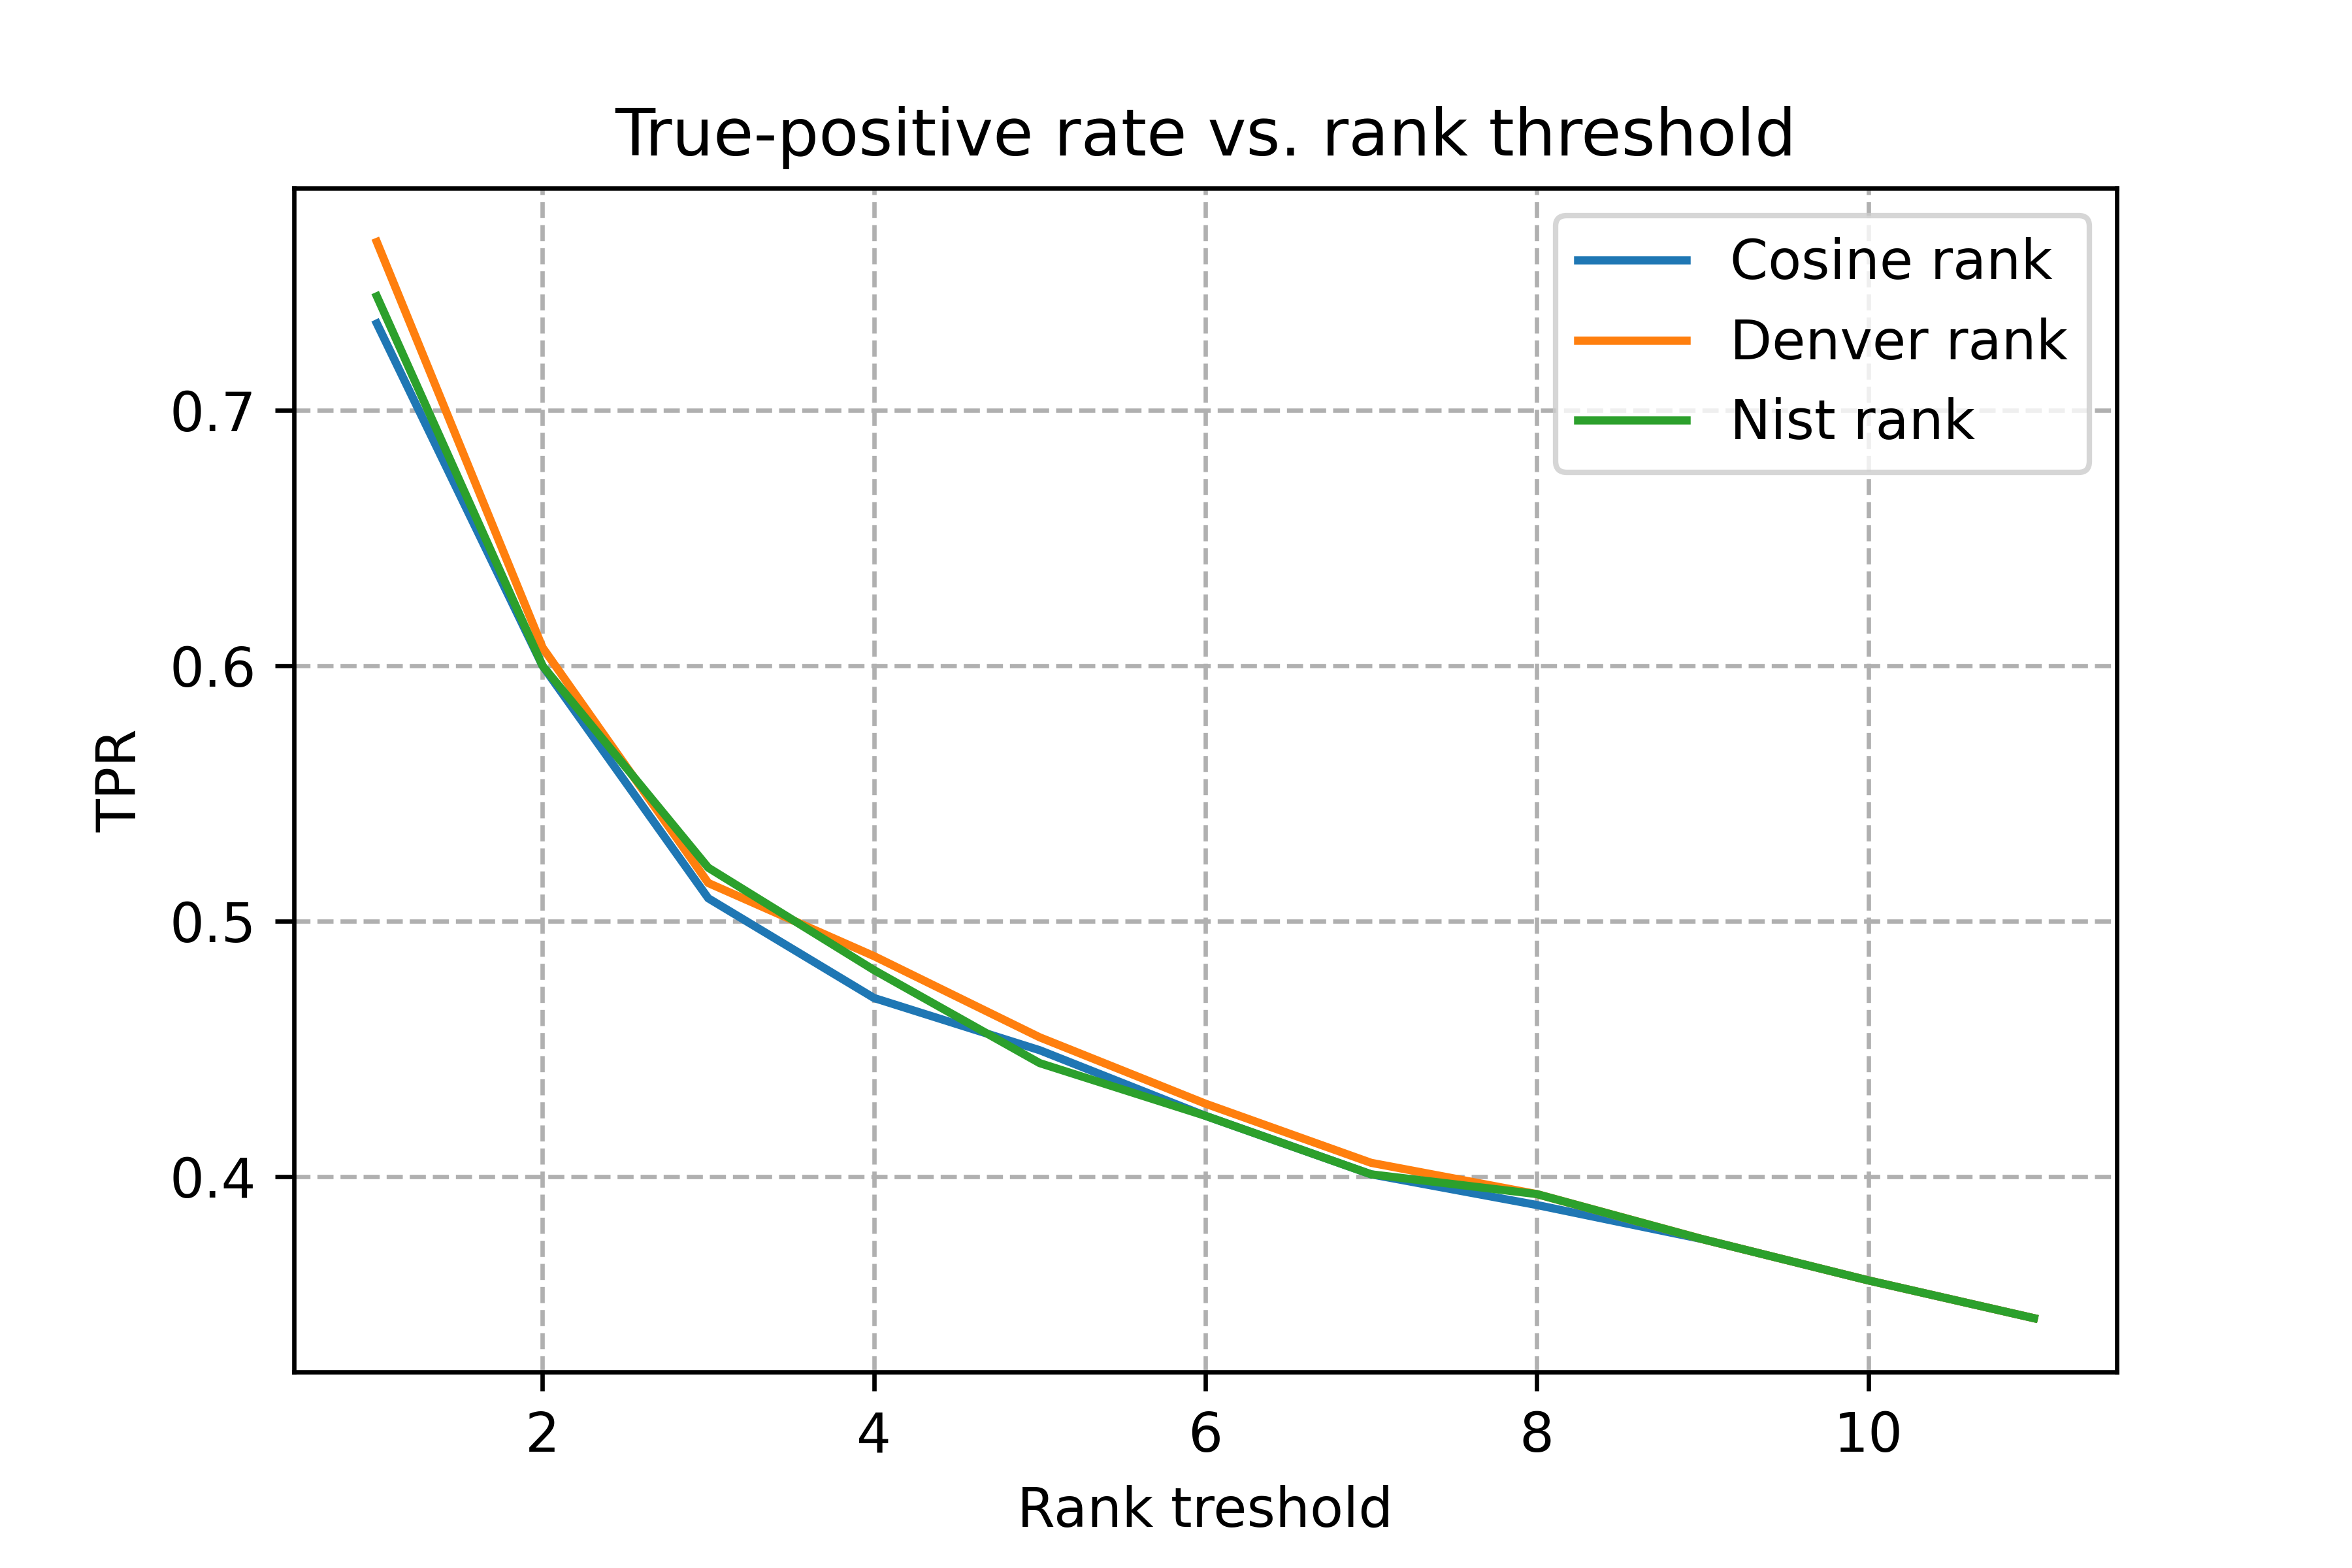 True-positive rate vs. rank threshold
Cosine rank
Denver rank
Nist rank
0.7
0.6
0.5
0.4
TPR
2 4 6 8 10
Rank treshold